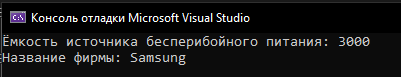 Консоль отладки Microsoft Visual Studio
Ёмкость источника бесперибойного питания: 3000
Название фирмы: Samsung